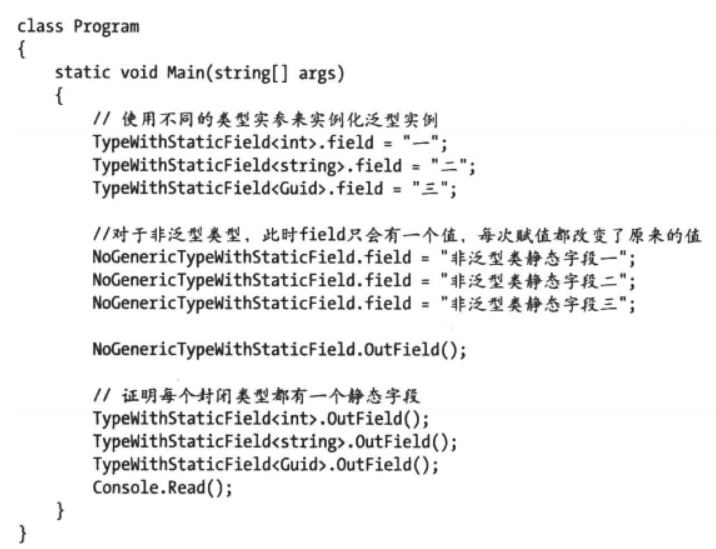 class Program
{
    static void Main(string[] args)
    {
        // 使用不同的类型实参来实例化泛型实例
        TypeWithStaticField<int>.field = "一";
        TypeWithStaticField<string>.field = "二";
        TypeWithStaticField<Guid>.field = "三";

        //对于非泛型类型，此时field只会有一个值，每次赋值都改变了原来的值
        NoGenericTypeWithStaticField.field = "非泛型类静态字段一";
        NoGenericTypeWithStaticField.field = "非泛型类静态字段二";
        NoGenericTypeWithStaticField.field = "非泛型类静态字段三";

        NoGenericTypeWithStaticField.OutField();

        // 证明每个封闭类型都有一个静态字段
        TypeWithStaticField<int>.OutField();
        TypeWithStaticField<string>.OutField();
        TypeWithStaticField<Guid>.OutField();
        Console.Read();
    }
}